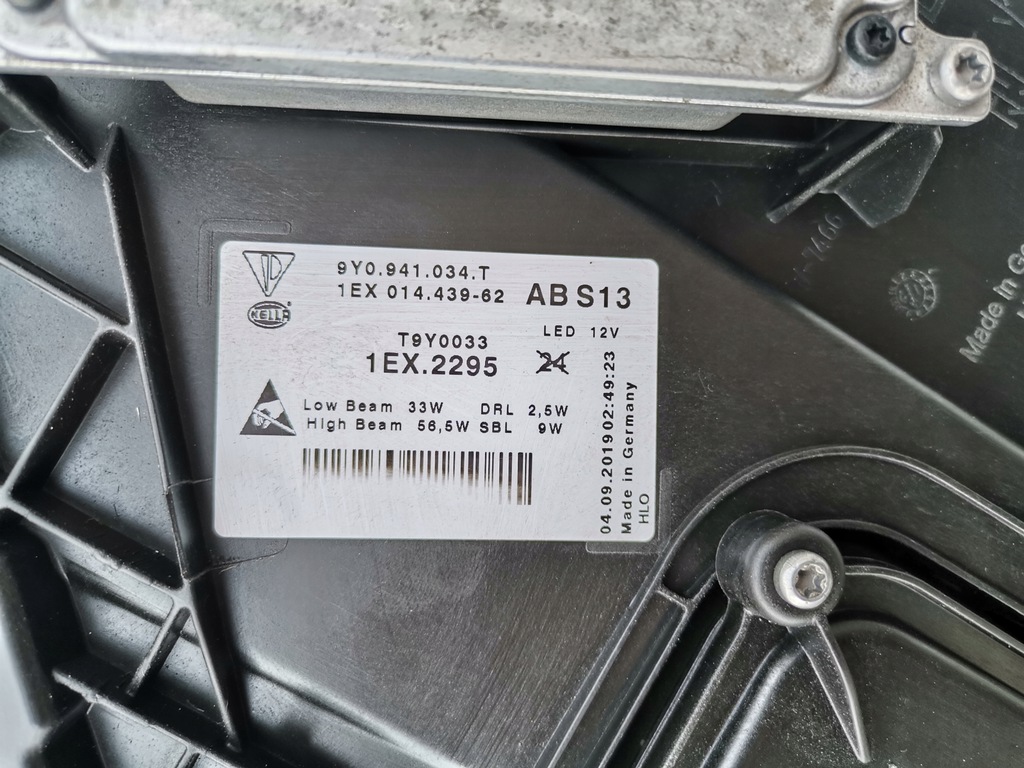 9Y0.941.034.T
1EX 014.439-62
AB S13
HELLA
LED 12V
T9Y0033
1EX.2295
24
Low Beam 33W DRL 2,5W
High Beam 56,5W SBL 9W
04.09.2019 02:49:23
Made in Germany
HLO
Made in Ge